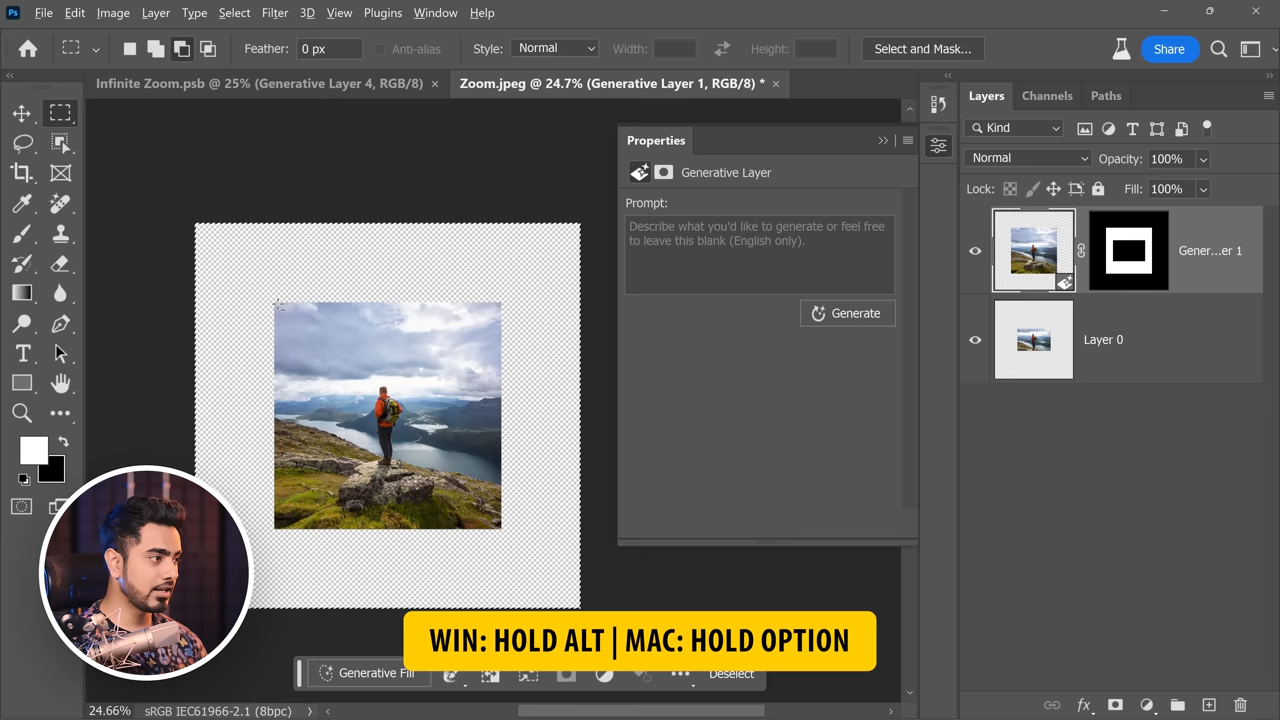 Ps File Edit Image Layer Type Select Filter 3D View Plugins Window Help
Feather: 0 px Anti-alias Style: Normal Width: Height: Select and Mask... Share
Infinite Zoom.psb @ 25% (Generative Layer 4, RGB/8) × Zoom.jpeg @ 24.7% (Generative Layer 1, RGB/8) * ×
Properties
Generative Layer
Prompt:
Describe what you'd like to generate or feel free
to leave this blank (English only).
Generate
Layers Channels Paths
Kind
Normal Opacity: 100%
Lock: Fill: 100%
Gener...er 1
Layer 0
WIN: HOLD ALT | MAC: HOLD OPTION
Generative Fill Deselect
24.66% sRGB IEC61966-2.1 (8bpc)